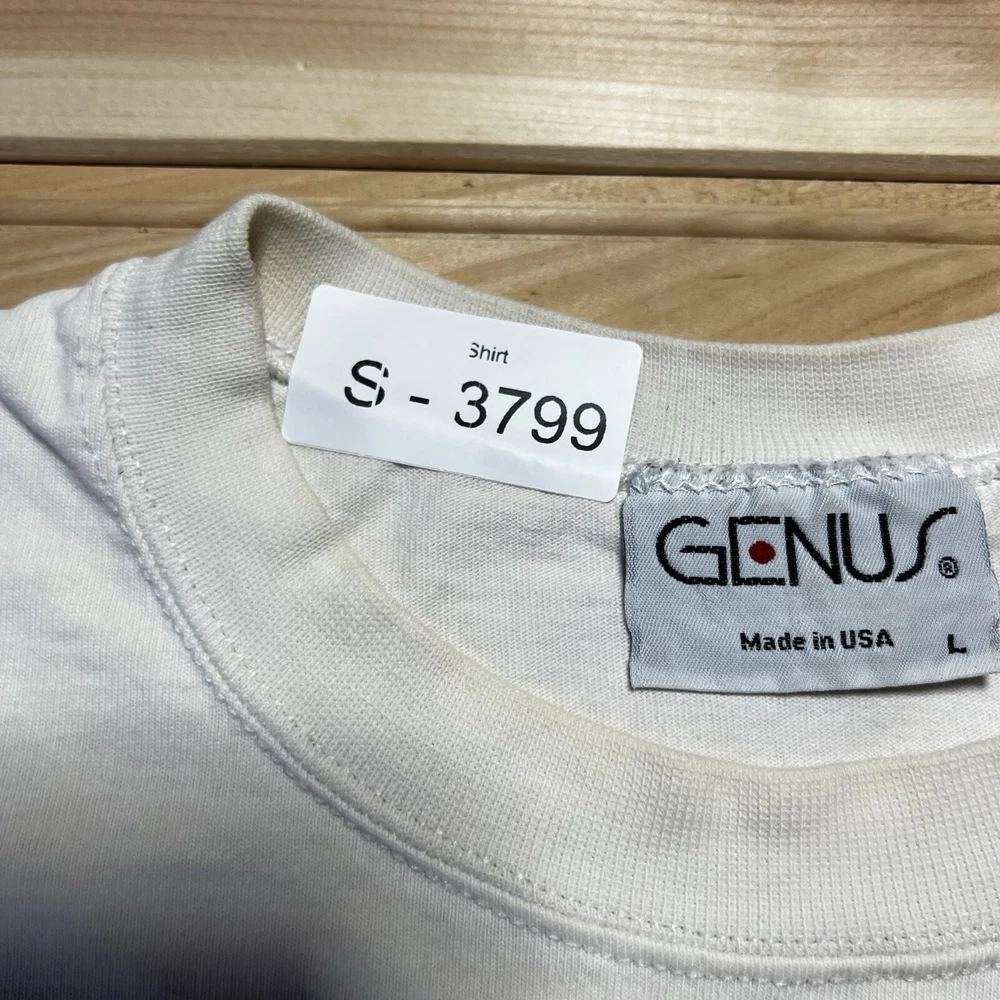 Shirt
S - 3799
GENUS®
Made in USA L